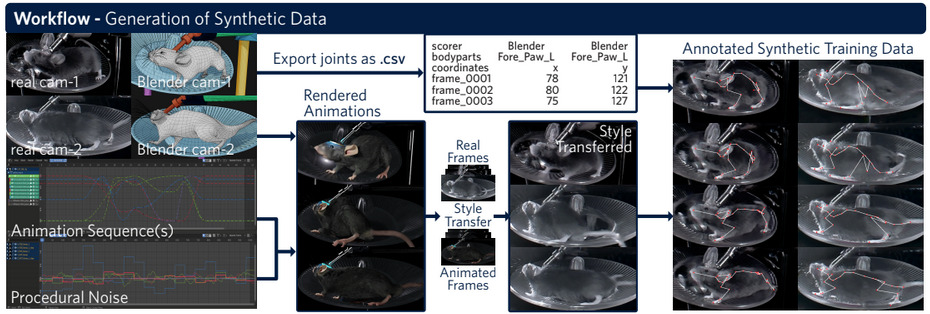 Workflow - Generation of Synthetic Data
real cam-1
Blender cam-1
real cam-2
Blender cam-2
Animation Sequence(s)
Procedural Noise
Export joints as .csv
scorer Blender Blender
bodyparts Fore_Paw_L Fore_Paw_L
coordinates x y
frame_0001 78 121
frame_0002 80 122
frame_0003 75 127
Rendered
Animations
Real
Frames
Style
Transfer
Animated
Frames
Style
Transferred
Annotated Synthetic Training Data